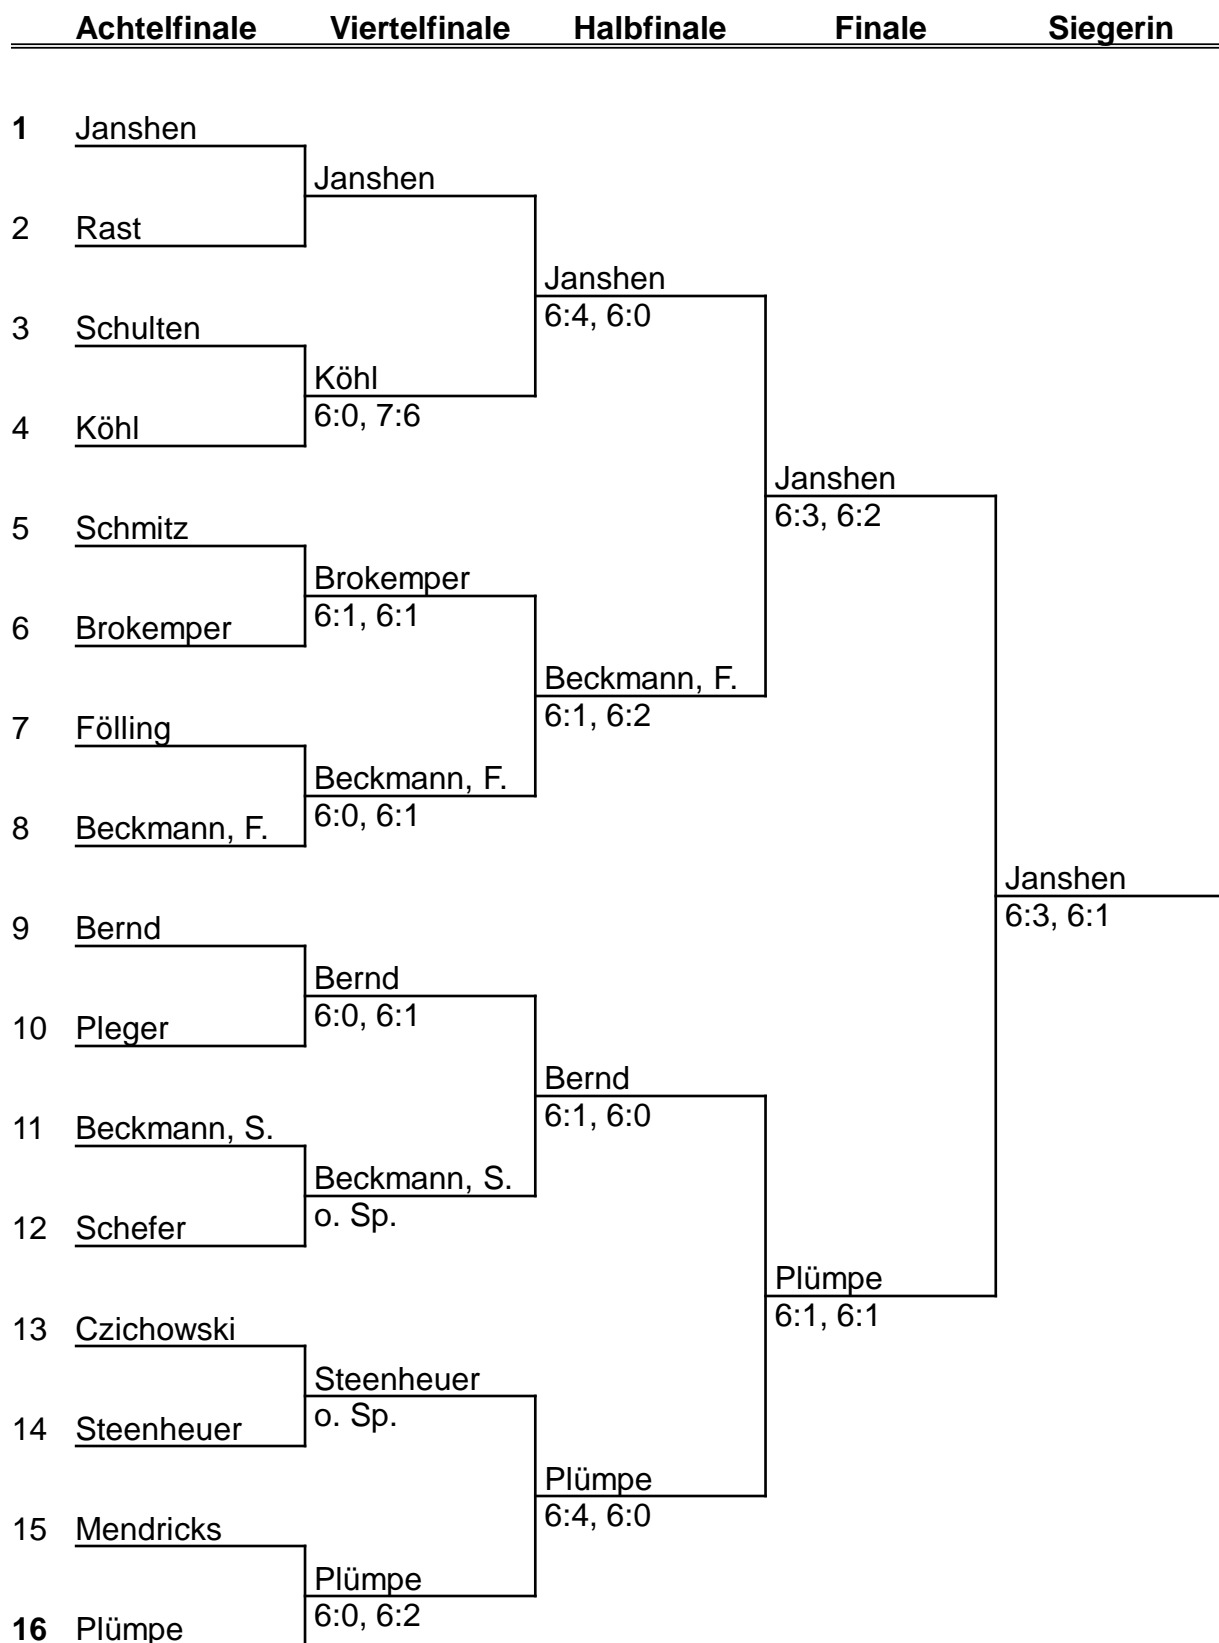 Achtelfinale Viertelfinale Halbfinale Finale Siegerin
1 Janshen
Janshen
2 Rast
Janshen
6:4, 6:0
3 Schulten
Köhl
6:0, 7:6
4 Köhl
Janshen
6:3, 6:2
5 Schmitz
Brokemper
6:1, 6:1
6 Brokemper
Beckmann, F.
6:1, 6:2
7 Fölling
Beckmann, F.
6:0, 6:1
8 Beckmann, F.
Janshen
6:3, 6:1
9 Bernd
Bernd
6:0, 6:1
10 Pleger
Bernd
6:1, 6:0
11 Beckmann, S.
Beckmann, S.
o. Sp.
12 Schefer
Plümpe
6:1, 6:1
13 Czichowski
Steenheuer
o. Sp.
14 Steenheuer
Plümpe
6:4, 6:0
15 Mendricks
Plümpe
6:0, 6:2
16 Plümpe